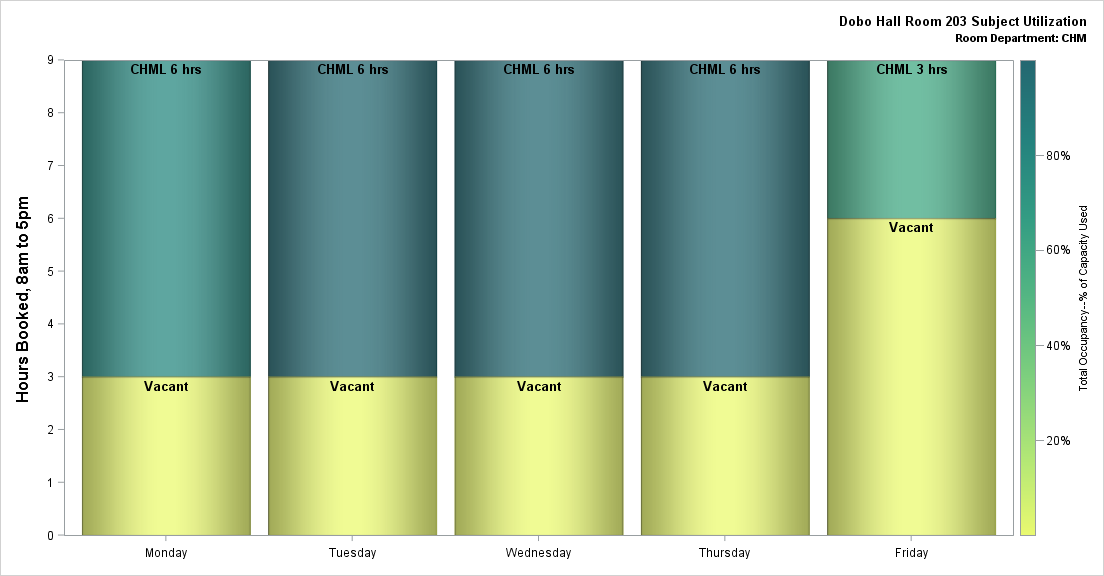 Dobo Hall Room 203 Subject Utilization
Room Department: CHM
Hours Booked, 8am to 5pm
9
8
7
6
5
4
3
2
1
0
CHML 6 hrs
CHML 6 hrs
CHML 6 hrs
CHML 6 hrs
CHML 3 hrs
Vacant
Vacant
Vacant
Vacant
Vacant
Monday
Tuesday
Wednesday
Thursday
Friday
80%
60%
40%
20%
Total Occupancy--% of Capacity Used